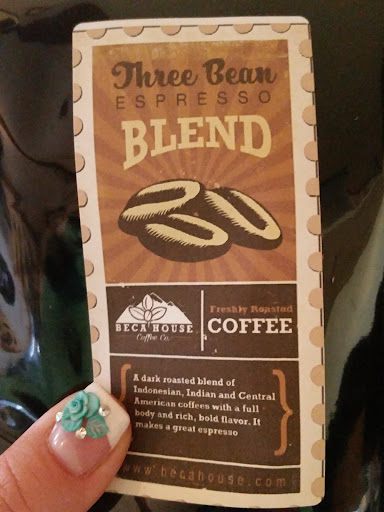 Three Bean
ESPRESSO
BLEND
BECA HOUSE
Coffee Co.
Freshly Roasted
COFFEE
A dark roasted blend of
Indonesian, Indian and Central
American coffees with a full
body and rich, bold flavor. It
makes a great espresso
www.becahouse.com